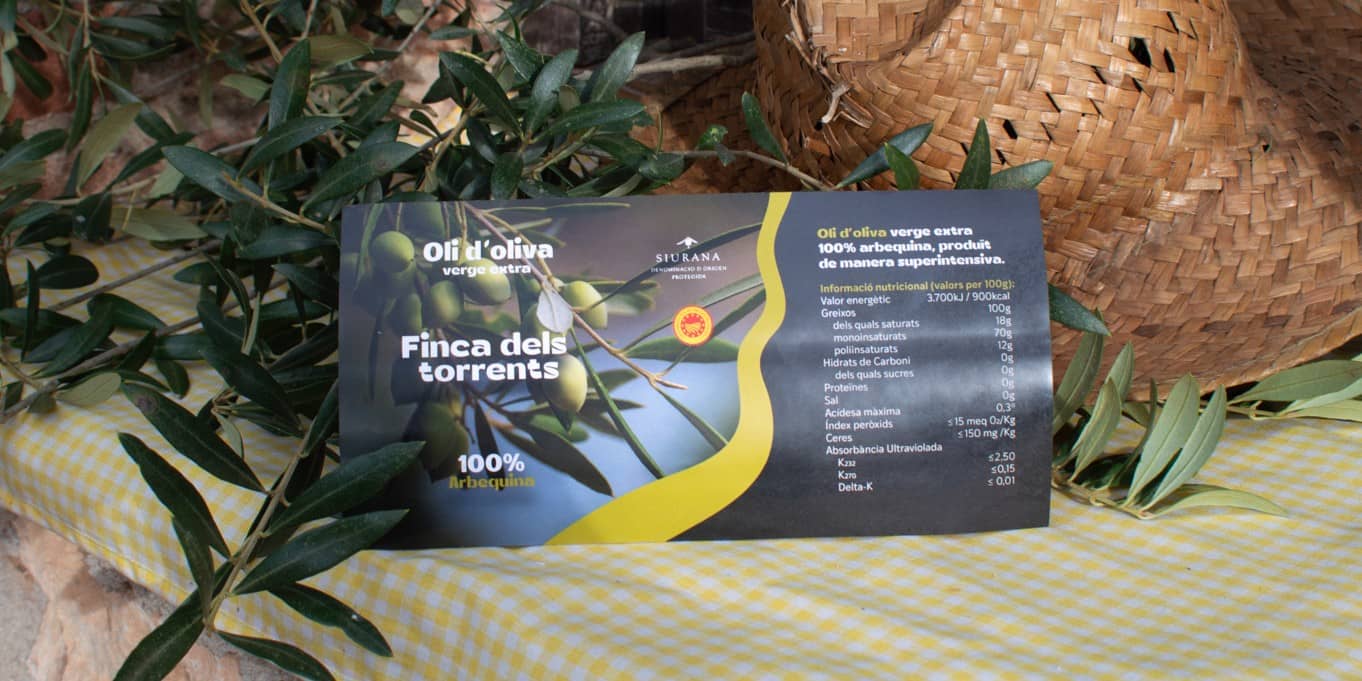 Oli d'oliva
verge extra
SIURANA
DENOMINACIÓ D'ORIGEN
PROTEGIDA
Finca dels
torrents
100%
Arbequina
Oli d'oliva verge extra
100% arbequina, produït
de manera superintensiva.
Informació nutricional (valors per 100g):
Valor energètic 3.700kJ / 900kcal
Greixos 100g
dels quals saturats 18g
monoinsaturats 70g
poliinsaturats 12g
Hidrats de Carboni 0g
dels quals sucres 0g
Proteïnes 0g
Sal 0g
Acidesa màxima 0,3º
Índex peròxids ≤15 meq O2/Kg
Ceres ≤150 mg /Kg
Absorbància Ultraviolada
K232 ≤2,50
K270 ≤0,15
Delta-K ≤ 0,01